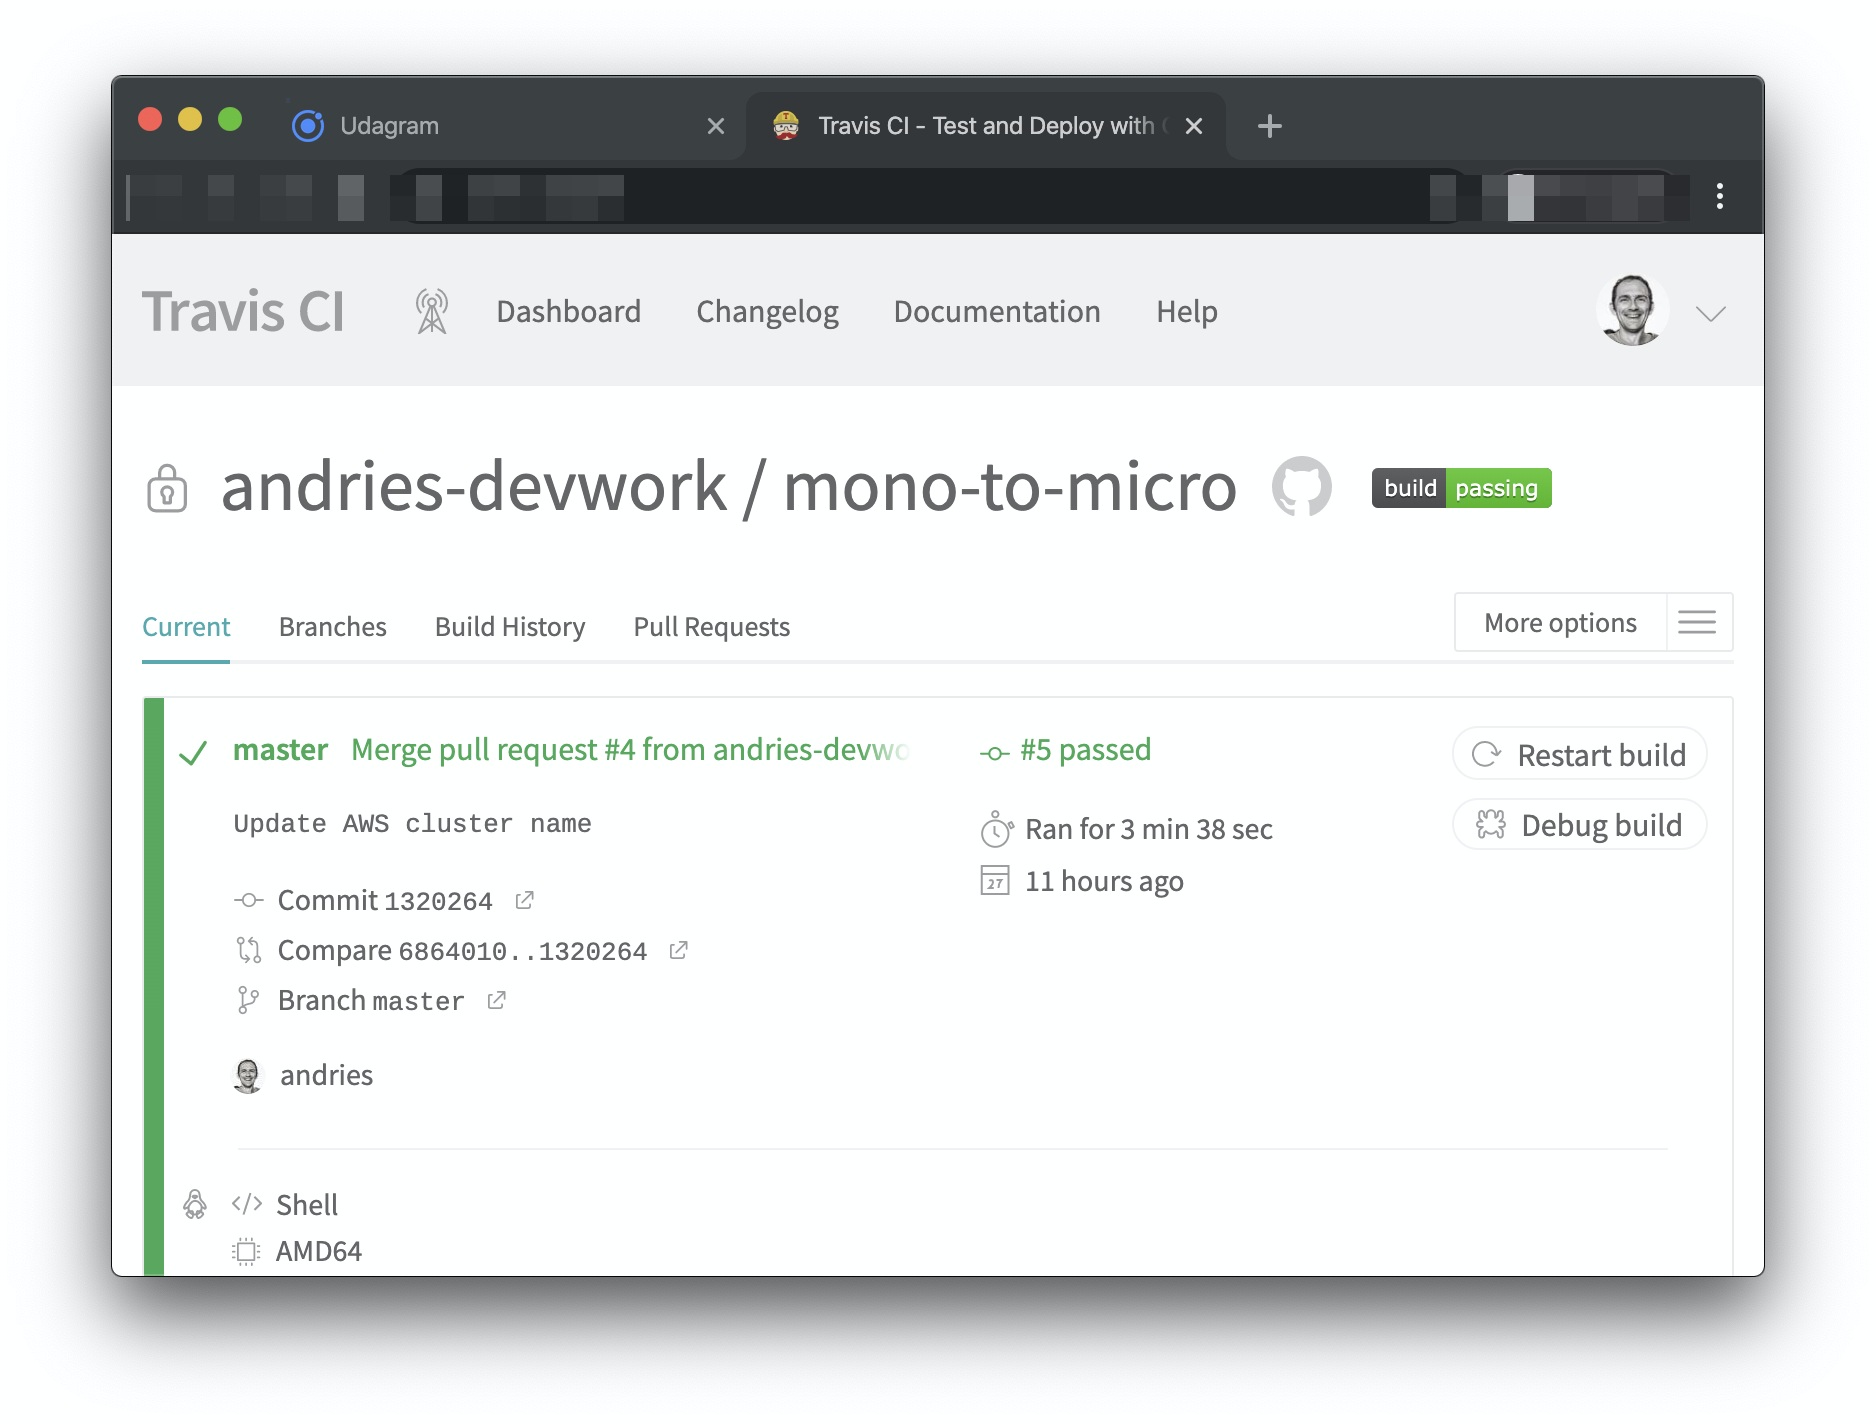 Udagram
Travis CI - Test and Deploy with
Travis CI Dashboard Changelog Documentation Help
andries-devwork / mono-to-micro build passing
Current Branches Build History Pull Requests More options
master Merge pull request #4 from andries-devwo #5 passed Restart build
Update AWS cluster name Ran for 3 min 38 sec Debug build
27 11 hours ago
Commit 1320264
Compare 6864010..1320264
Branch master
andries
Shell
AMD64